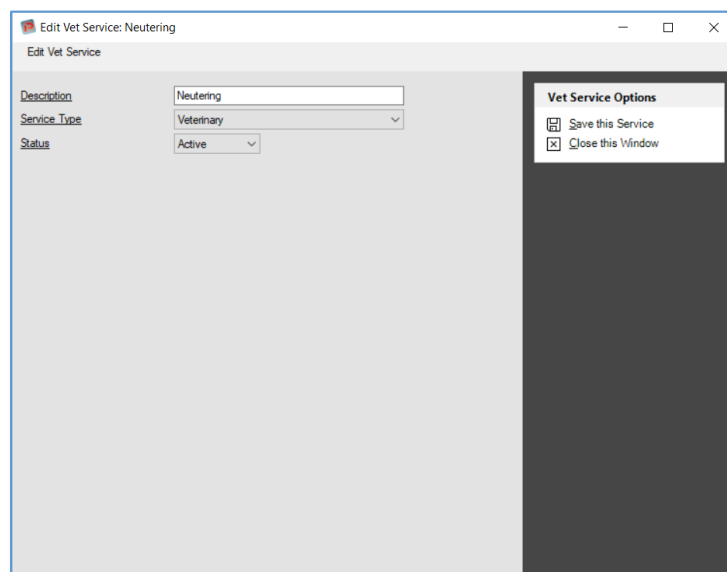 Edit Vet Service: Neutering
Edit Vet Service
Description Neutering
Service Type Veterinary
Status Active
Vet Service Options
Save this Service
Close this Window